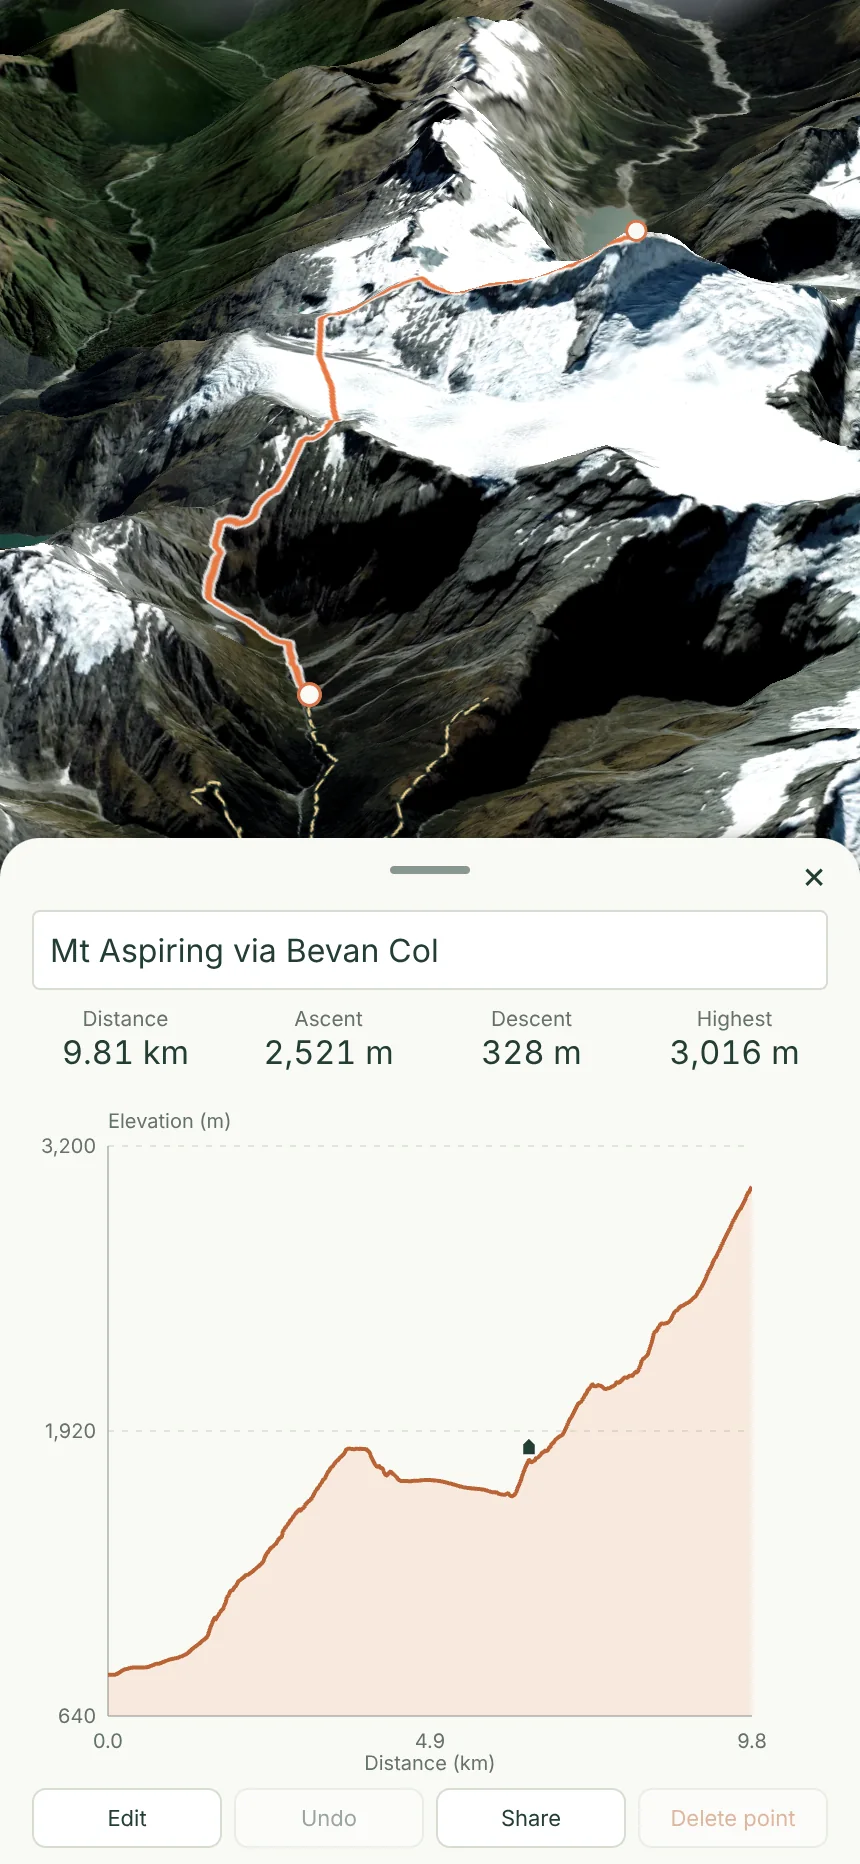 Mt Aspiring via Bevan Col
Distance Ascent Descent Highest
9.81 km 2,521 m 328 m 3,016 m
Elevation (m)
3,200
1,920
640
0.0 4.9 9.8
Distance (km)
Edit Undo Share Delete point